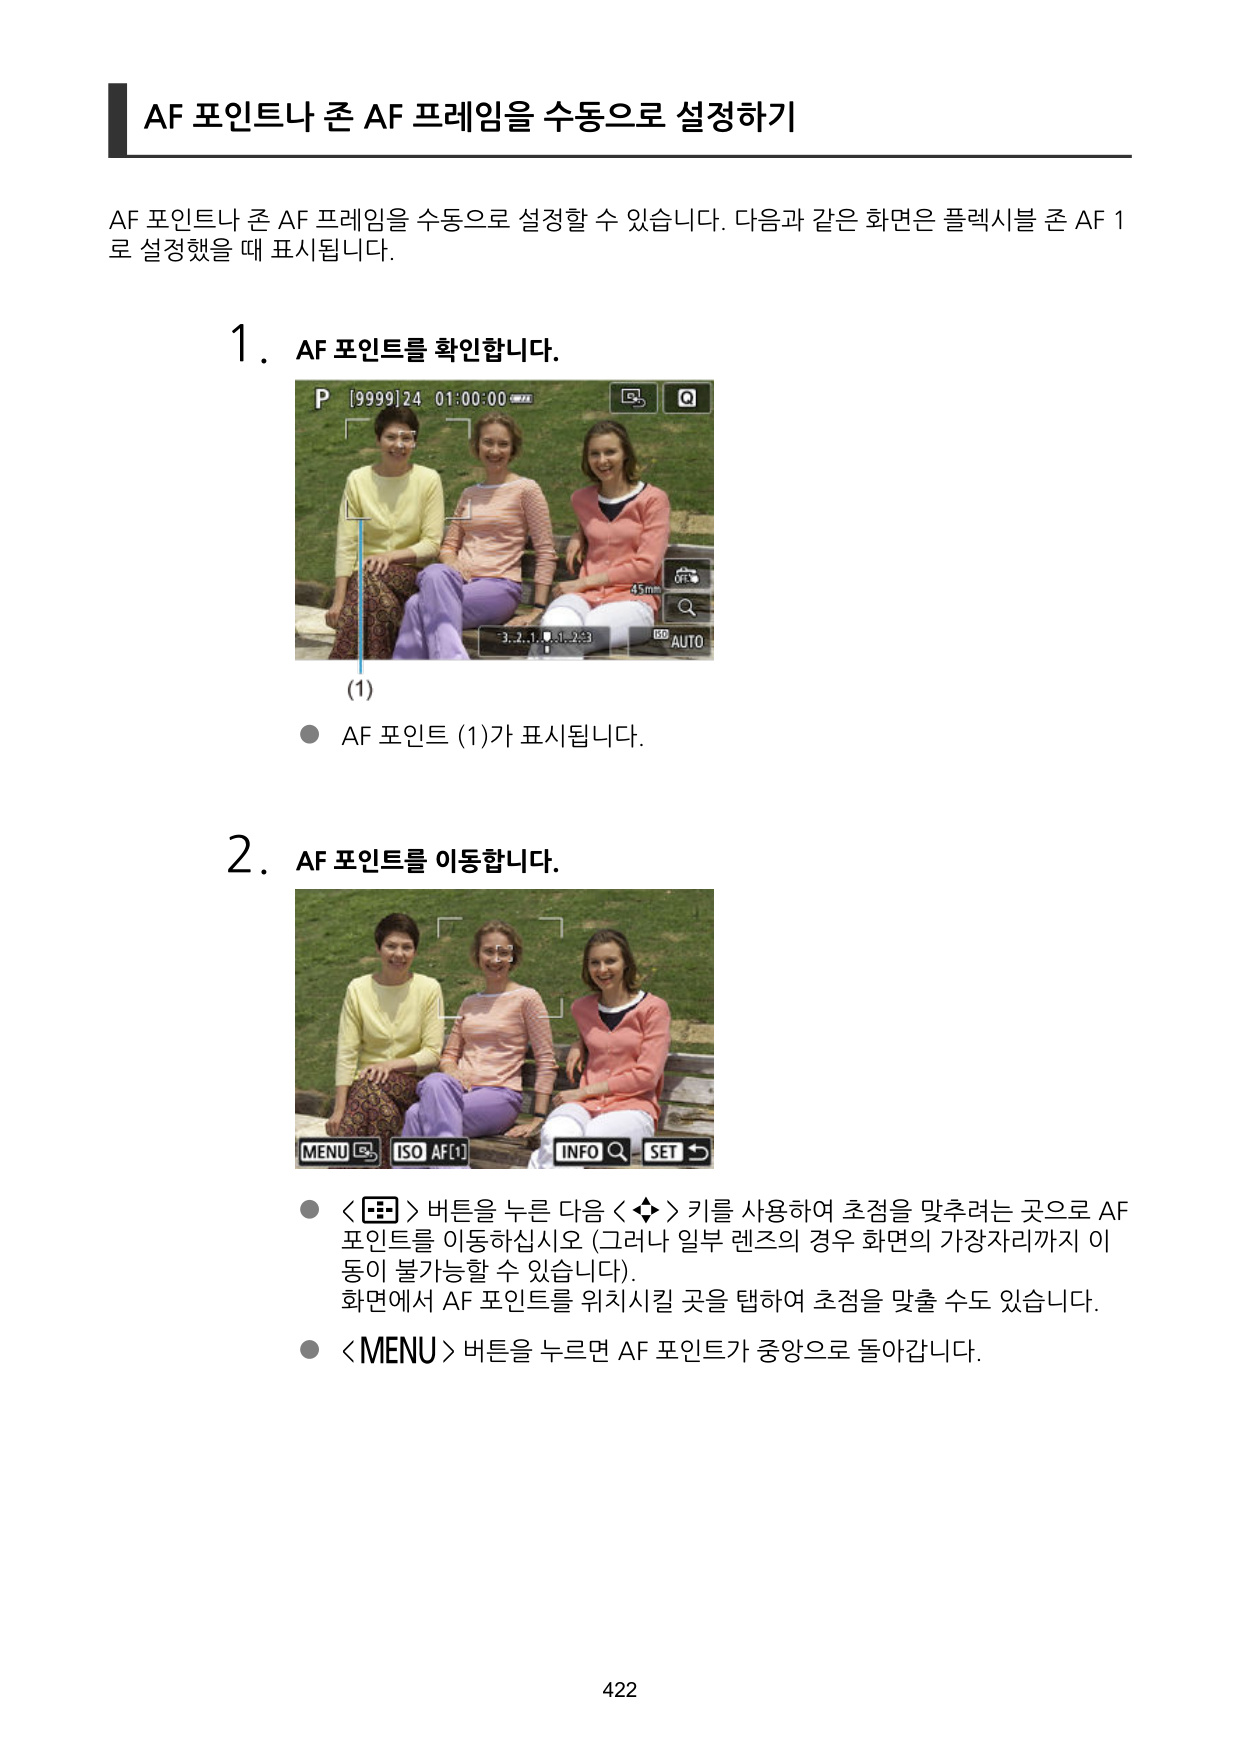 AF 포인트나 존 AF 프레임을 수동으로 설정하기
AF 포인트나 존 AF 프레임을 수동으로 설정할 수 있습니다. 다음과 같은 화면은 플렉시블 존 AF 1
로 설정했을 때 표시됩니다.
1. AF 포인트를 확인합니다.
P [9999]24 01:00:00 Q
OFF
45mm
-3..2..1..0..1..2.:3 ISO AUTO
(1)
● AF 포인트 (1)가 표시됩니다.
2. AF 포인트를 이동합니다.
MENU ISO AF[1] INFO SET
● < > 버튼을 누른 다음 < > 키를 사용하여 초점을 맞추려는 곳으로 AF
포인트를 이동하십시오 (그러나 일부 렌즈의 경우 화면의 가장자리까지 이
동이 불가능할 수 있습니다).
화면에서 AF 포인트를 위치시킬 곳을 탭하여 초점을 맞출 수도 있습니다.
● <MENU> 버튼을 누르면 AF 포인트가 중앙으로 돌아갑니다.
422